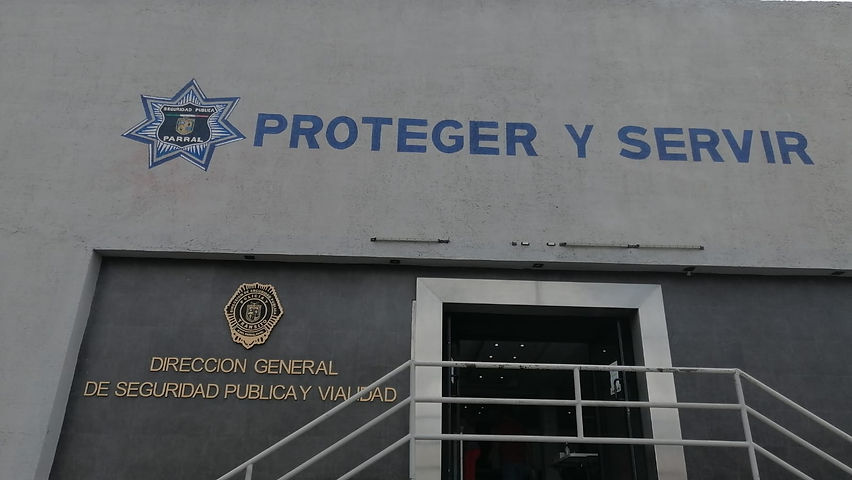 SEGURIDAD PUBLICA
PARRAL
PROTEGER Y SERVIR
DIRECCION GENERAL
DE SEGURIDAD PUBLICA Y VIALIDAD